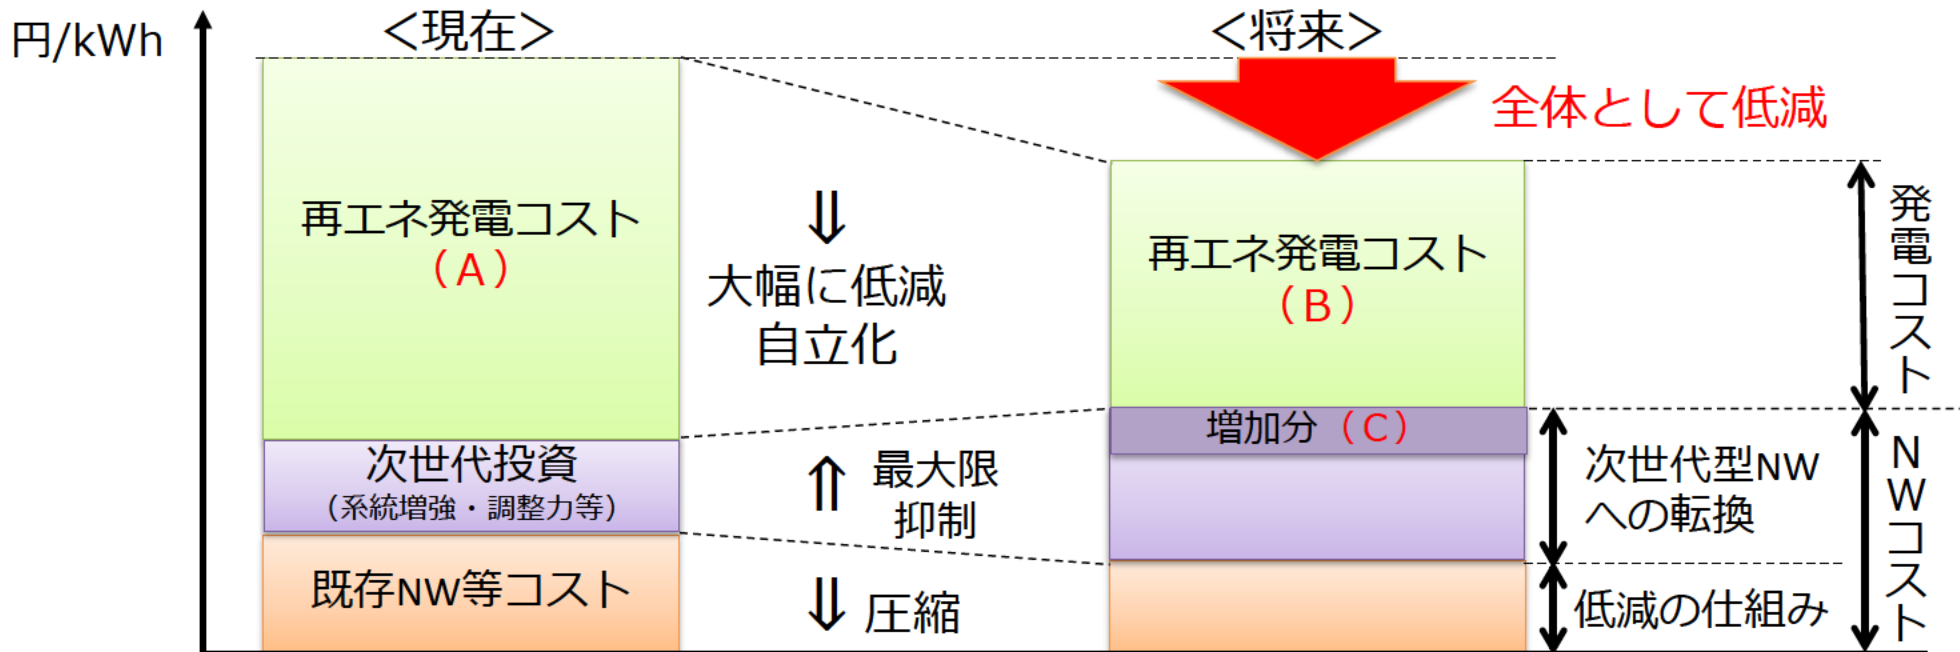 円/kWh
＜現在＞
＜将来＞
全体として低減
再エネ発電コスト
（A）
⇓
大幅に低減
自立化
再エネ発電コスト
（B）
発電コスト
増加分（C）
次世代投資
（系統増強・調整力等）
⇑ 最大限
抑制
次世代型NW
への転換
NWコスト
既存NW等コスト
⇓ 圧縮
低減の仕組み